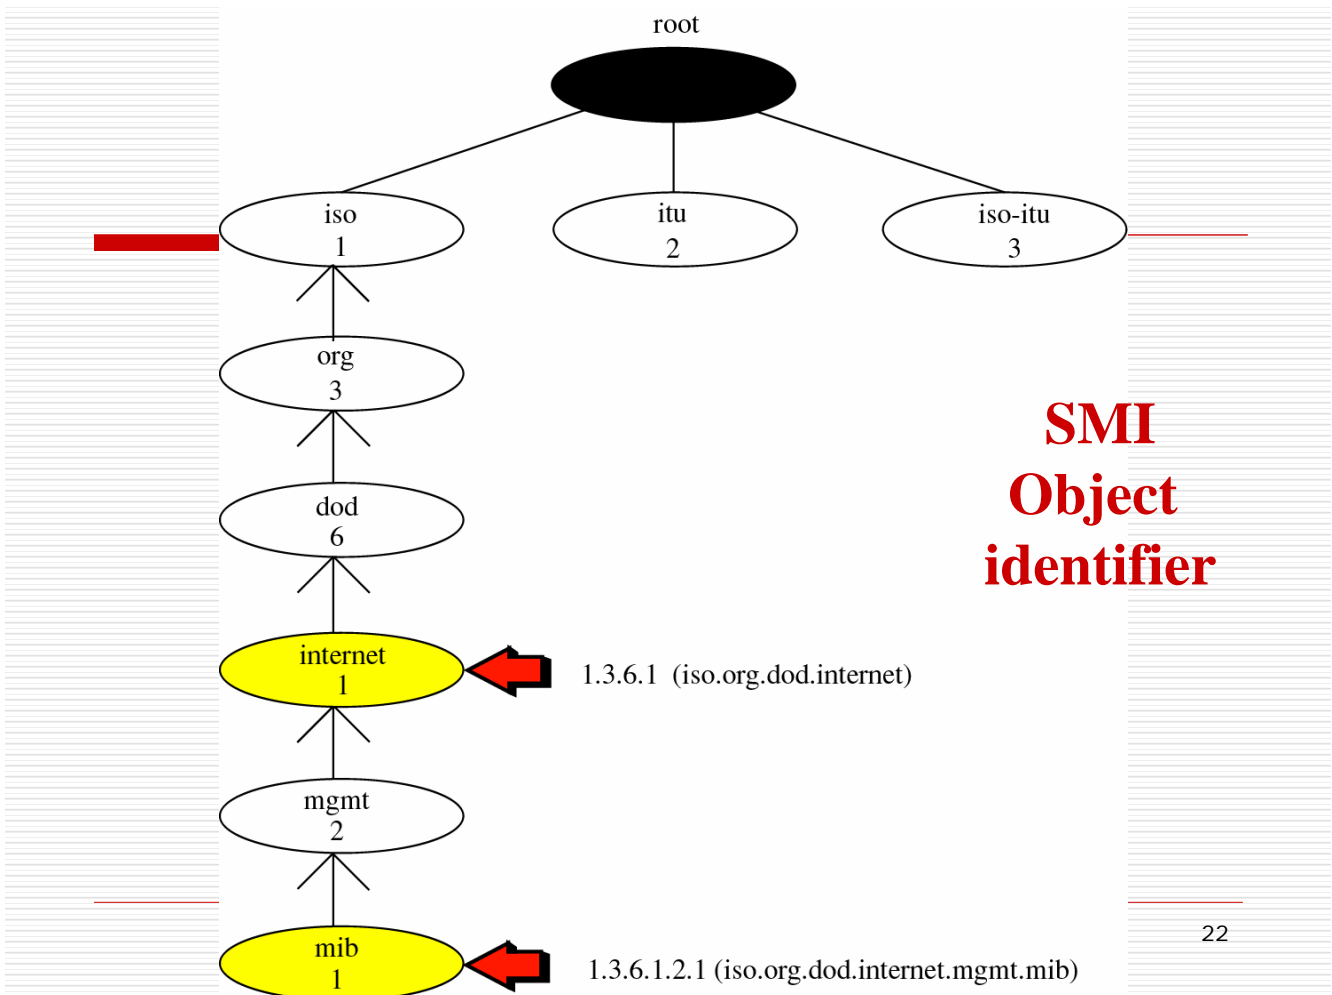 root
iso
1
itu
2
iso-itu
3
org
3
SMI
Object
identifier
dod
6
internet
1
1.3.6.1 (iso.org.dod.internet)
mgmt
2
mib
1
1.3.6.1.2.1 (iso.org.dod.internet.mgmt.mib)
22